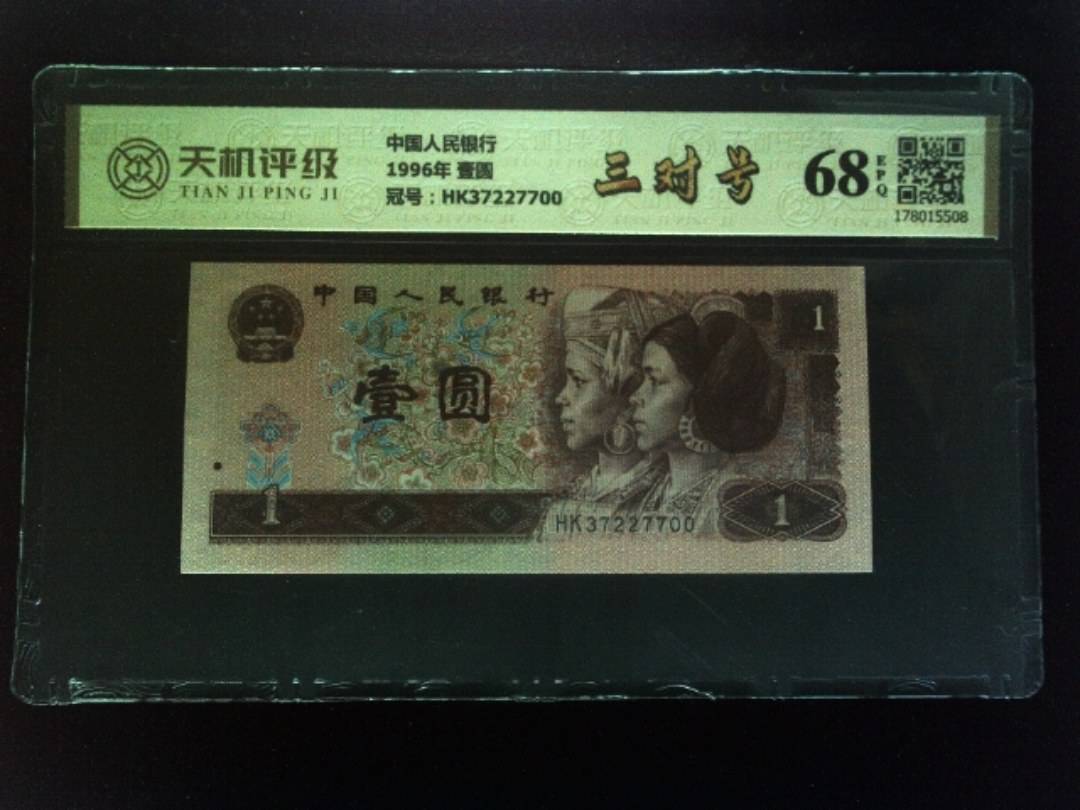 天机评级
TIAN JI PING JI
中国人民银行
1996年 壹圆
冠号：HK37227700
三对号
68
EPQ
178015508
中国人民银行
1
壹圆
1
HK37227700
1